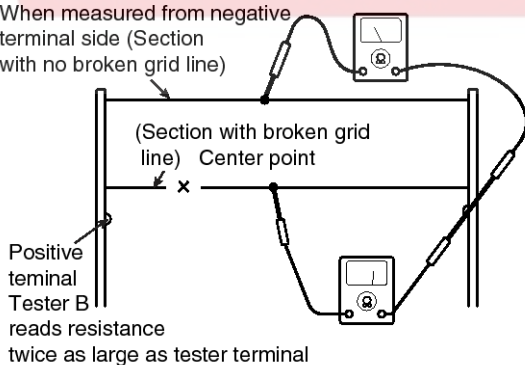 When measured from negative
terminal side (Section
with no broken grid line)
(Section with broken grid
line) Center point
Positive
teminal
Tester B
reads resistance
twice as large as tester terminal